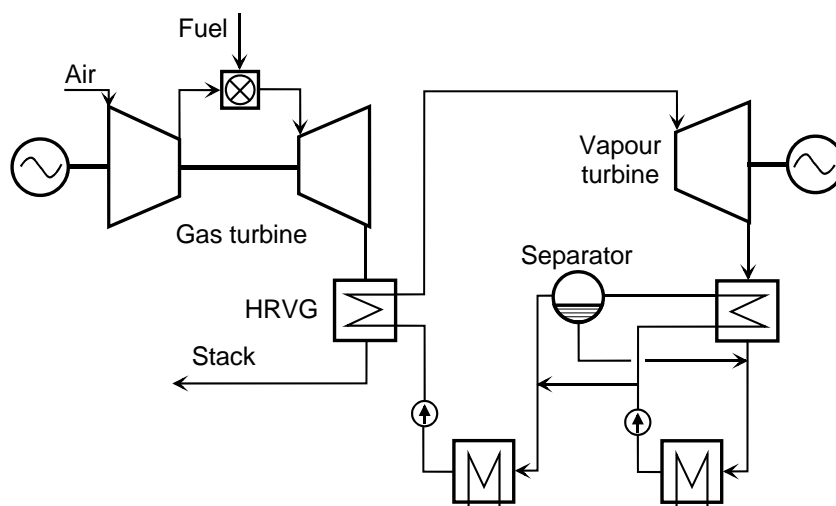 Fuel
Air
Vapour
turbine
Gas turbine
Separator
HRVG
Stack